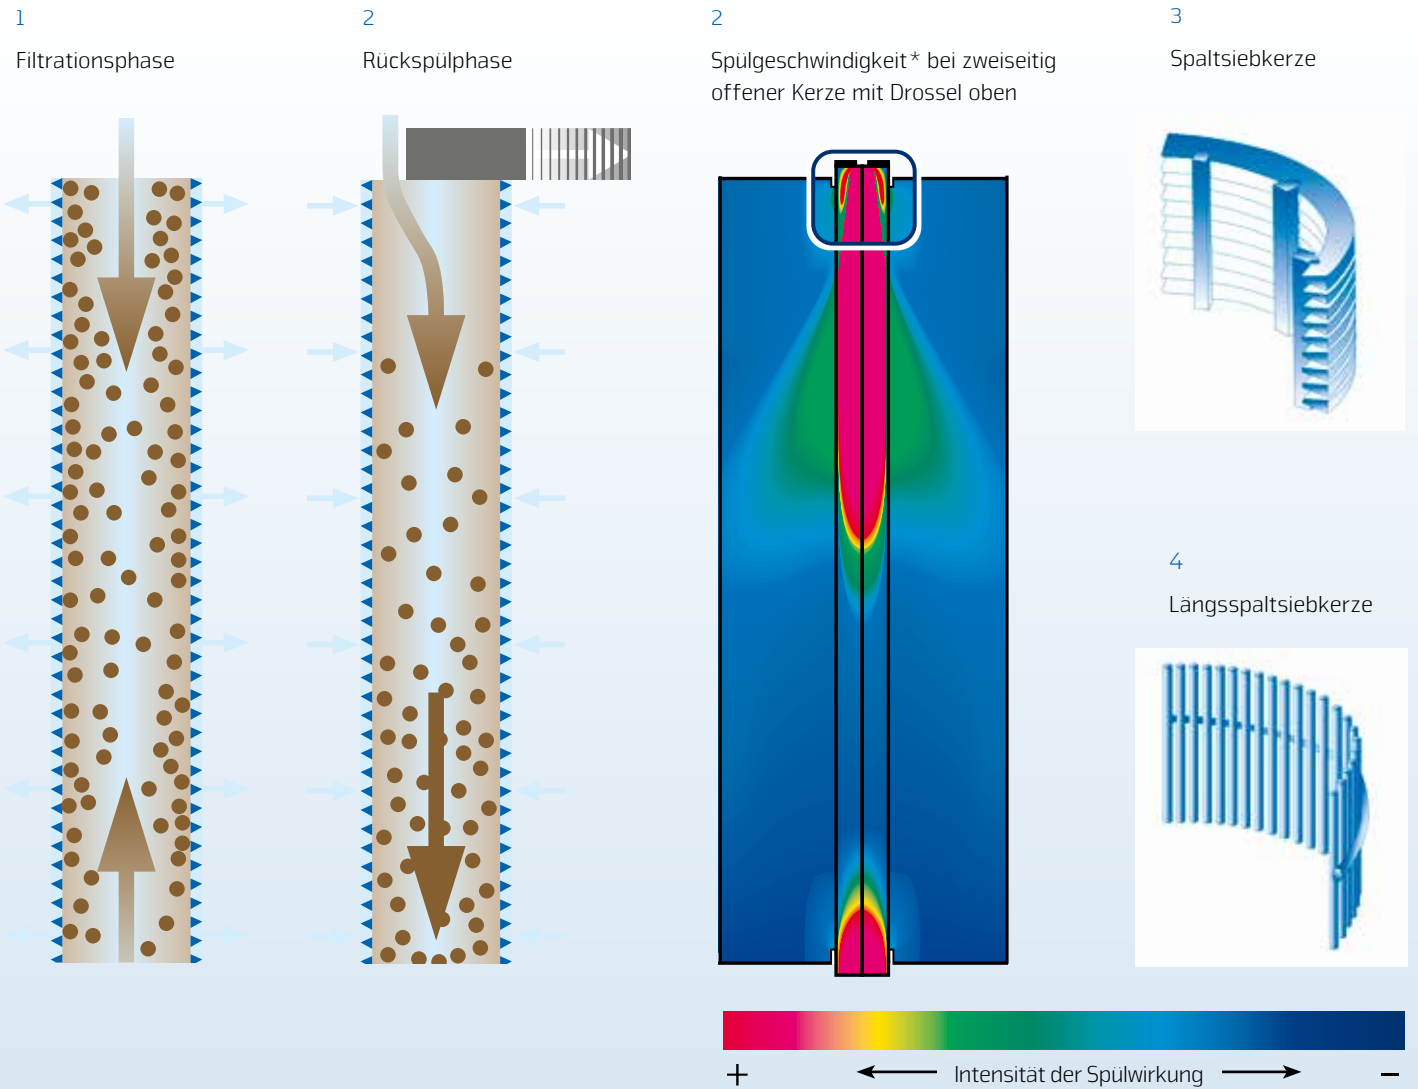 1
Filtrationsphase
2
Rückspülphase
2
Spülgeschwindigkeit* bei zweiseitig
offener Kerze mit Drossel oben
3
Spaltsiebkerze
4
Längsspaltsiebkerze
+ Intensität der Spülwirkung −